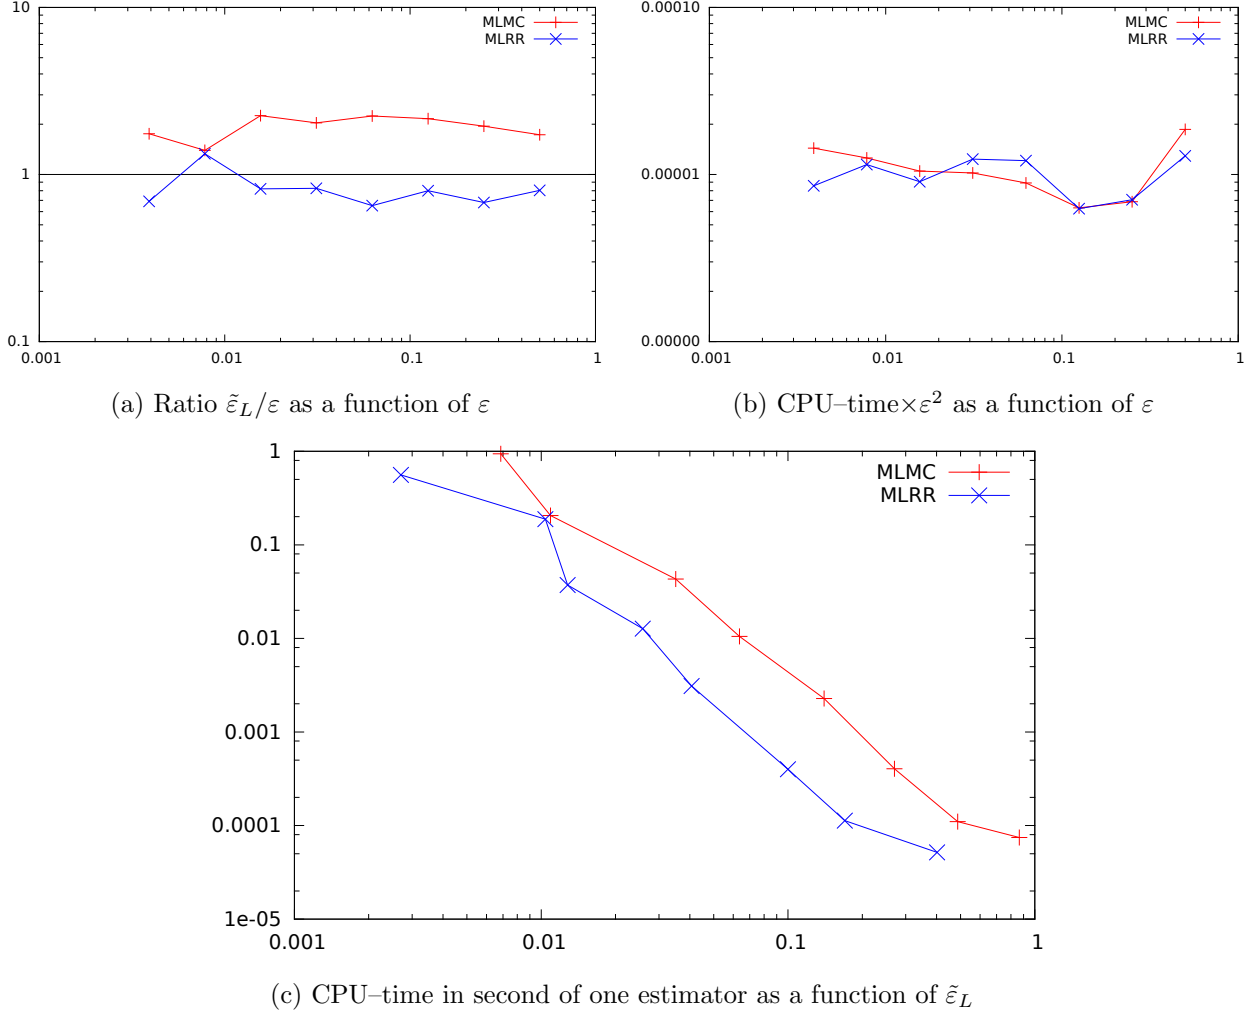 10
1
0.1
0.001
0.01
0.1
1
MLMC
MLRR
(a) Ratio ε̃_L/ε as a function of ε
0.00010
0.00001
0.00000
0.001
0.01
0.1
1
MLMC
MLRR
(b) CPU–time×ε² as a function of ε
1
0.1
0.01
0.001
0.0001
1e-05
0.001
0.01
0.1
1
MLMC
MLRR
(c) CPU–time in second of one estimator as a function of ε̃_L